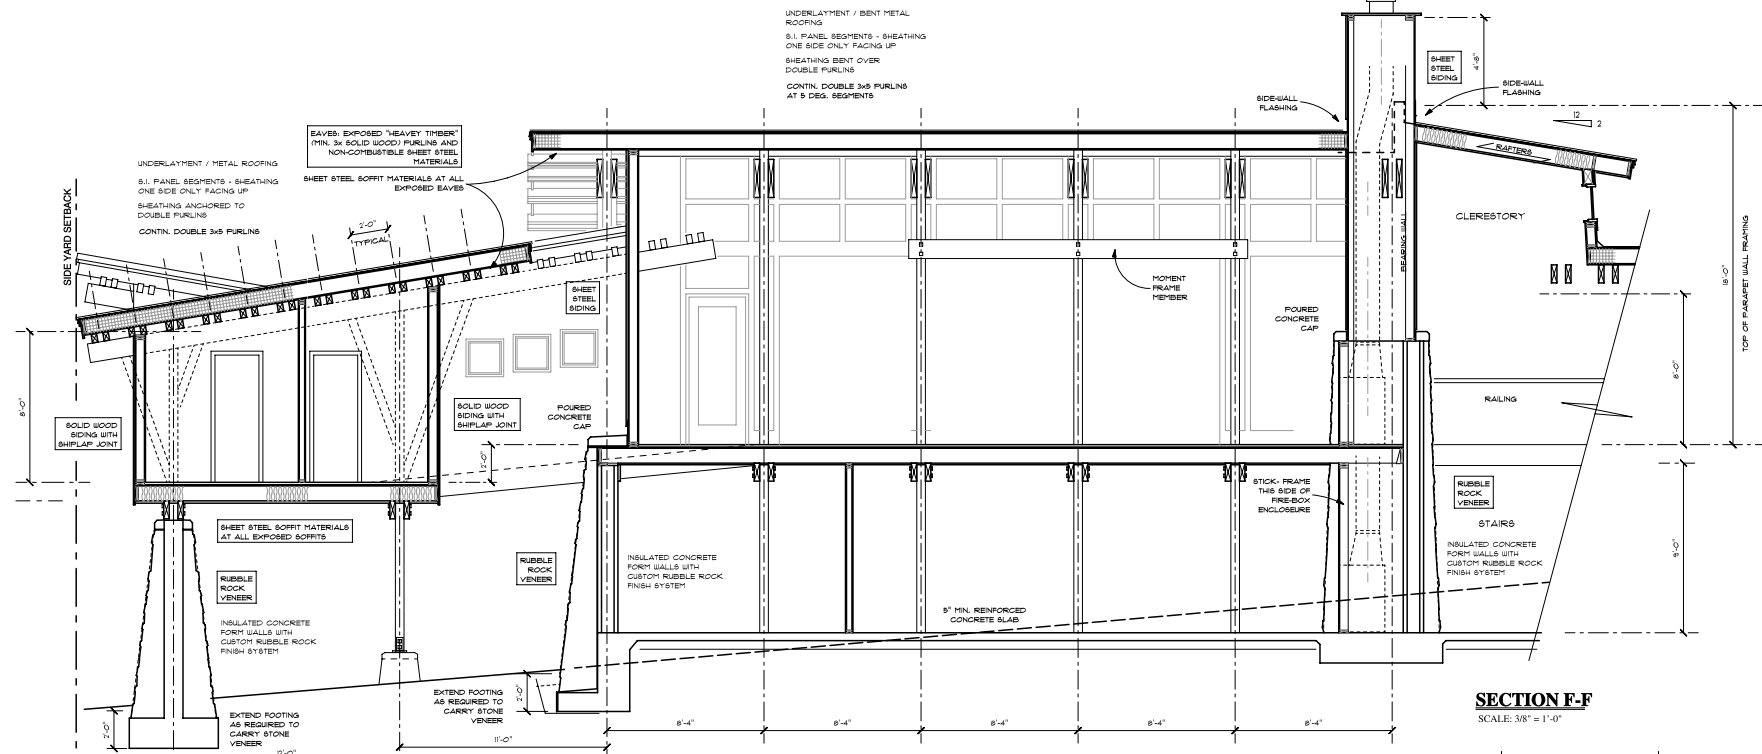 UNDERLAYMENT / BENT METAL
ROOFING
S.I. PANEL SEGMENTS - SHEATHING
ONE SIDE ONLY FACING UP
SHEATHING BENT OVER
DOUBLE PURLINS
CONTIN. DOUBLE 3x5 PURLINS
AT 5 DEG. SEGMENTS
SHEET
STEEL
SIDING
4'-8"
SIDE-WALL
FLASHING
SIDE-WALL
FLASHING
12
2
RAFTERS
EAVES: EXPOSED "HEAVEY TIMBER"
(MIN. 3x SOLID WOOD) PURLINS AND
NON-COMBUSTIBLE SHEET STEEL
MATERIALS
SHEET STEEL SOFFIT MATERIALS AT ALL
EXPOSED EAVES
UNDERLAYMENT / METAL ROOFING
S.I. PANEL SEGMENTS - SHEATHING
ONE SIDE ONLY FACING UP
SHEATHING ANCHORED TO
DOUBLE PURLINS
CONTIN. DOUBLE 3x5 PURLINS
SIDE YARD SETBACK
2'-0"
TYPICAL
CLERESTORY
BEARING WALL
18'-0"
TOP OF PARAPET WALL FRAMING
MOMENT
FRAME
MEMBER
SHEET
STEEL
SIDING
POURED
CONCRETE
CAP
8'-0"
8'-0"
RAILING
SOLID WOOD
SIDING WITH
SHIPLAP JOINT
SOLID WOOD
SIDING WITH
SHIPLAP JOINT
POURED
CONCRETE
CAP
2'-0"
STICK- FRAME
THIS SIDE OF
FIRE-BOX
ENCLOSEURE
RUBBLE
ROCK
VENEER
STAIRS
INSULATED CONCRETE
FORM WALLS WITH
CUSTOM RUBBLE ROCK
FINISH SYSTEM
9'-0"
SHEET STEEL SOFFIT MATERIALS
AT ALL EXPOSED SOFFITS
RUBBLE
ROCK
VENEER
INSULATED CONCRETE
FORM WALLS WITH
CUSTOM RUBBLE ROCK
FINISH SYSTEM
RUBBLE
ROCK
VENEER
INSULATED CONCRETE
FORM WALLS WITH
CUSTOM RUBBLE ROCK
FINISH SYSTEM
5" MIN. REINFORCED
CONCRETE SLAB
EXTEND FOOTING
AS REQUIRED TO
CARRY STONE
VENEER
2'-0"
EXTEND FOOTING
AS REQUIRED TO
CARRY STONE
VENEER
2'-0"
12'-0"
11'-0"
8'-4"
8'-4"
8'-4"
8'-4"
8'-4"
SECTION F-F
SCALE: 3/8" = 1'-0"